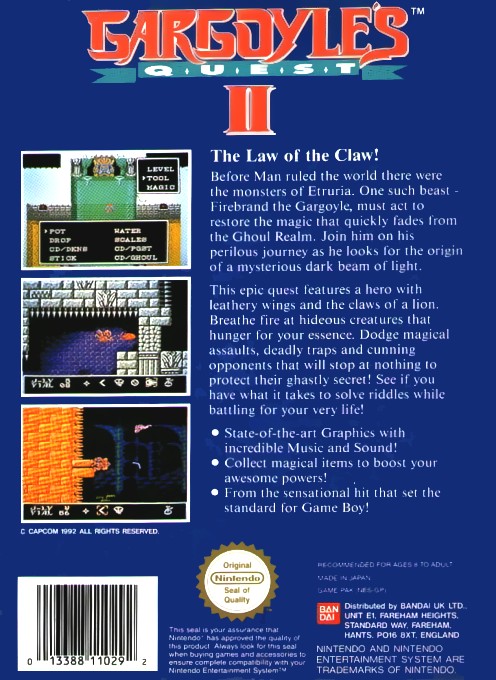 GARGOYLE'S™
QUEST
II
The Law of the Claw!
Before Man ruled the world there were
the monsters of Etruria. One such beast -
Firebrand the Gargoyle, must act to
restore the magic that quickly fades from
the Ghoul Realm. Join him on his
perilous journey as he looks for the origin
of a mysterious dark beam of light.
This epic quest features a hero with
leathery wings and the claws of a lion.
Breathe fire at hideous creatures that
hunger for your essence. Dodge magical
assaults, deadly traps and cunning
opponents that will stop at nothing to
protect their ghastly secret! See if you
have what it takes to solve riddles while
battling for your very life!
• State-of-the-art Graphics with
incredible Music and Sound!
• Collect magical items to boost your
awesome powers!
• From the sensational hit that set the
standard for Game Boy!
LEVEL
TOOL
MAGIC
POT WATER
DROP SCALES
STICK CD/GHOUL
© CAPCOM 1992 ALL RIGHTS RESERVED.
0 13388 11029 2
Original
Nintendo
Seal of
Quality
This seal is your assurance that
Nintendo® has approved the quality of
this product. Always look for this seal
when buying games and accessories to
ensure complete compatibility with your
Nintendo Entertainment System™.
RECOMMENDED FOR AGES 6 TO ADULT
MADE IN JAPAN
BAN
DAI
Distributed by BANDAI UK LTD.,
UNIT E1, FAREHAM HEIGHTS,
STANDARD WAY, FAREHAM,
HANTS, PO16 8XT, ENGLAND
NINTENDO AND NINTENDO
ENTERTAINMENT SYSTEM ARE
TRADEMARKS OF NINTENDO.